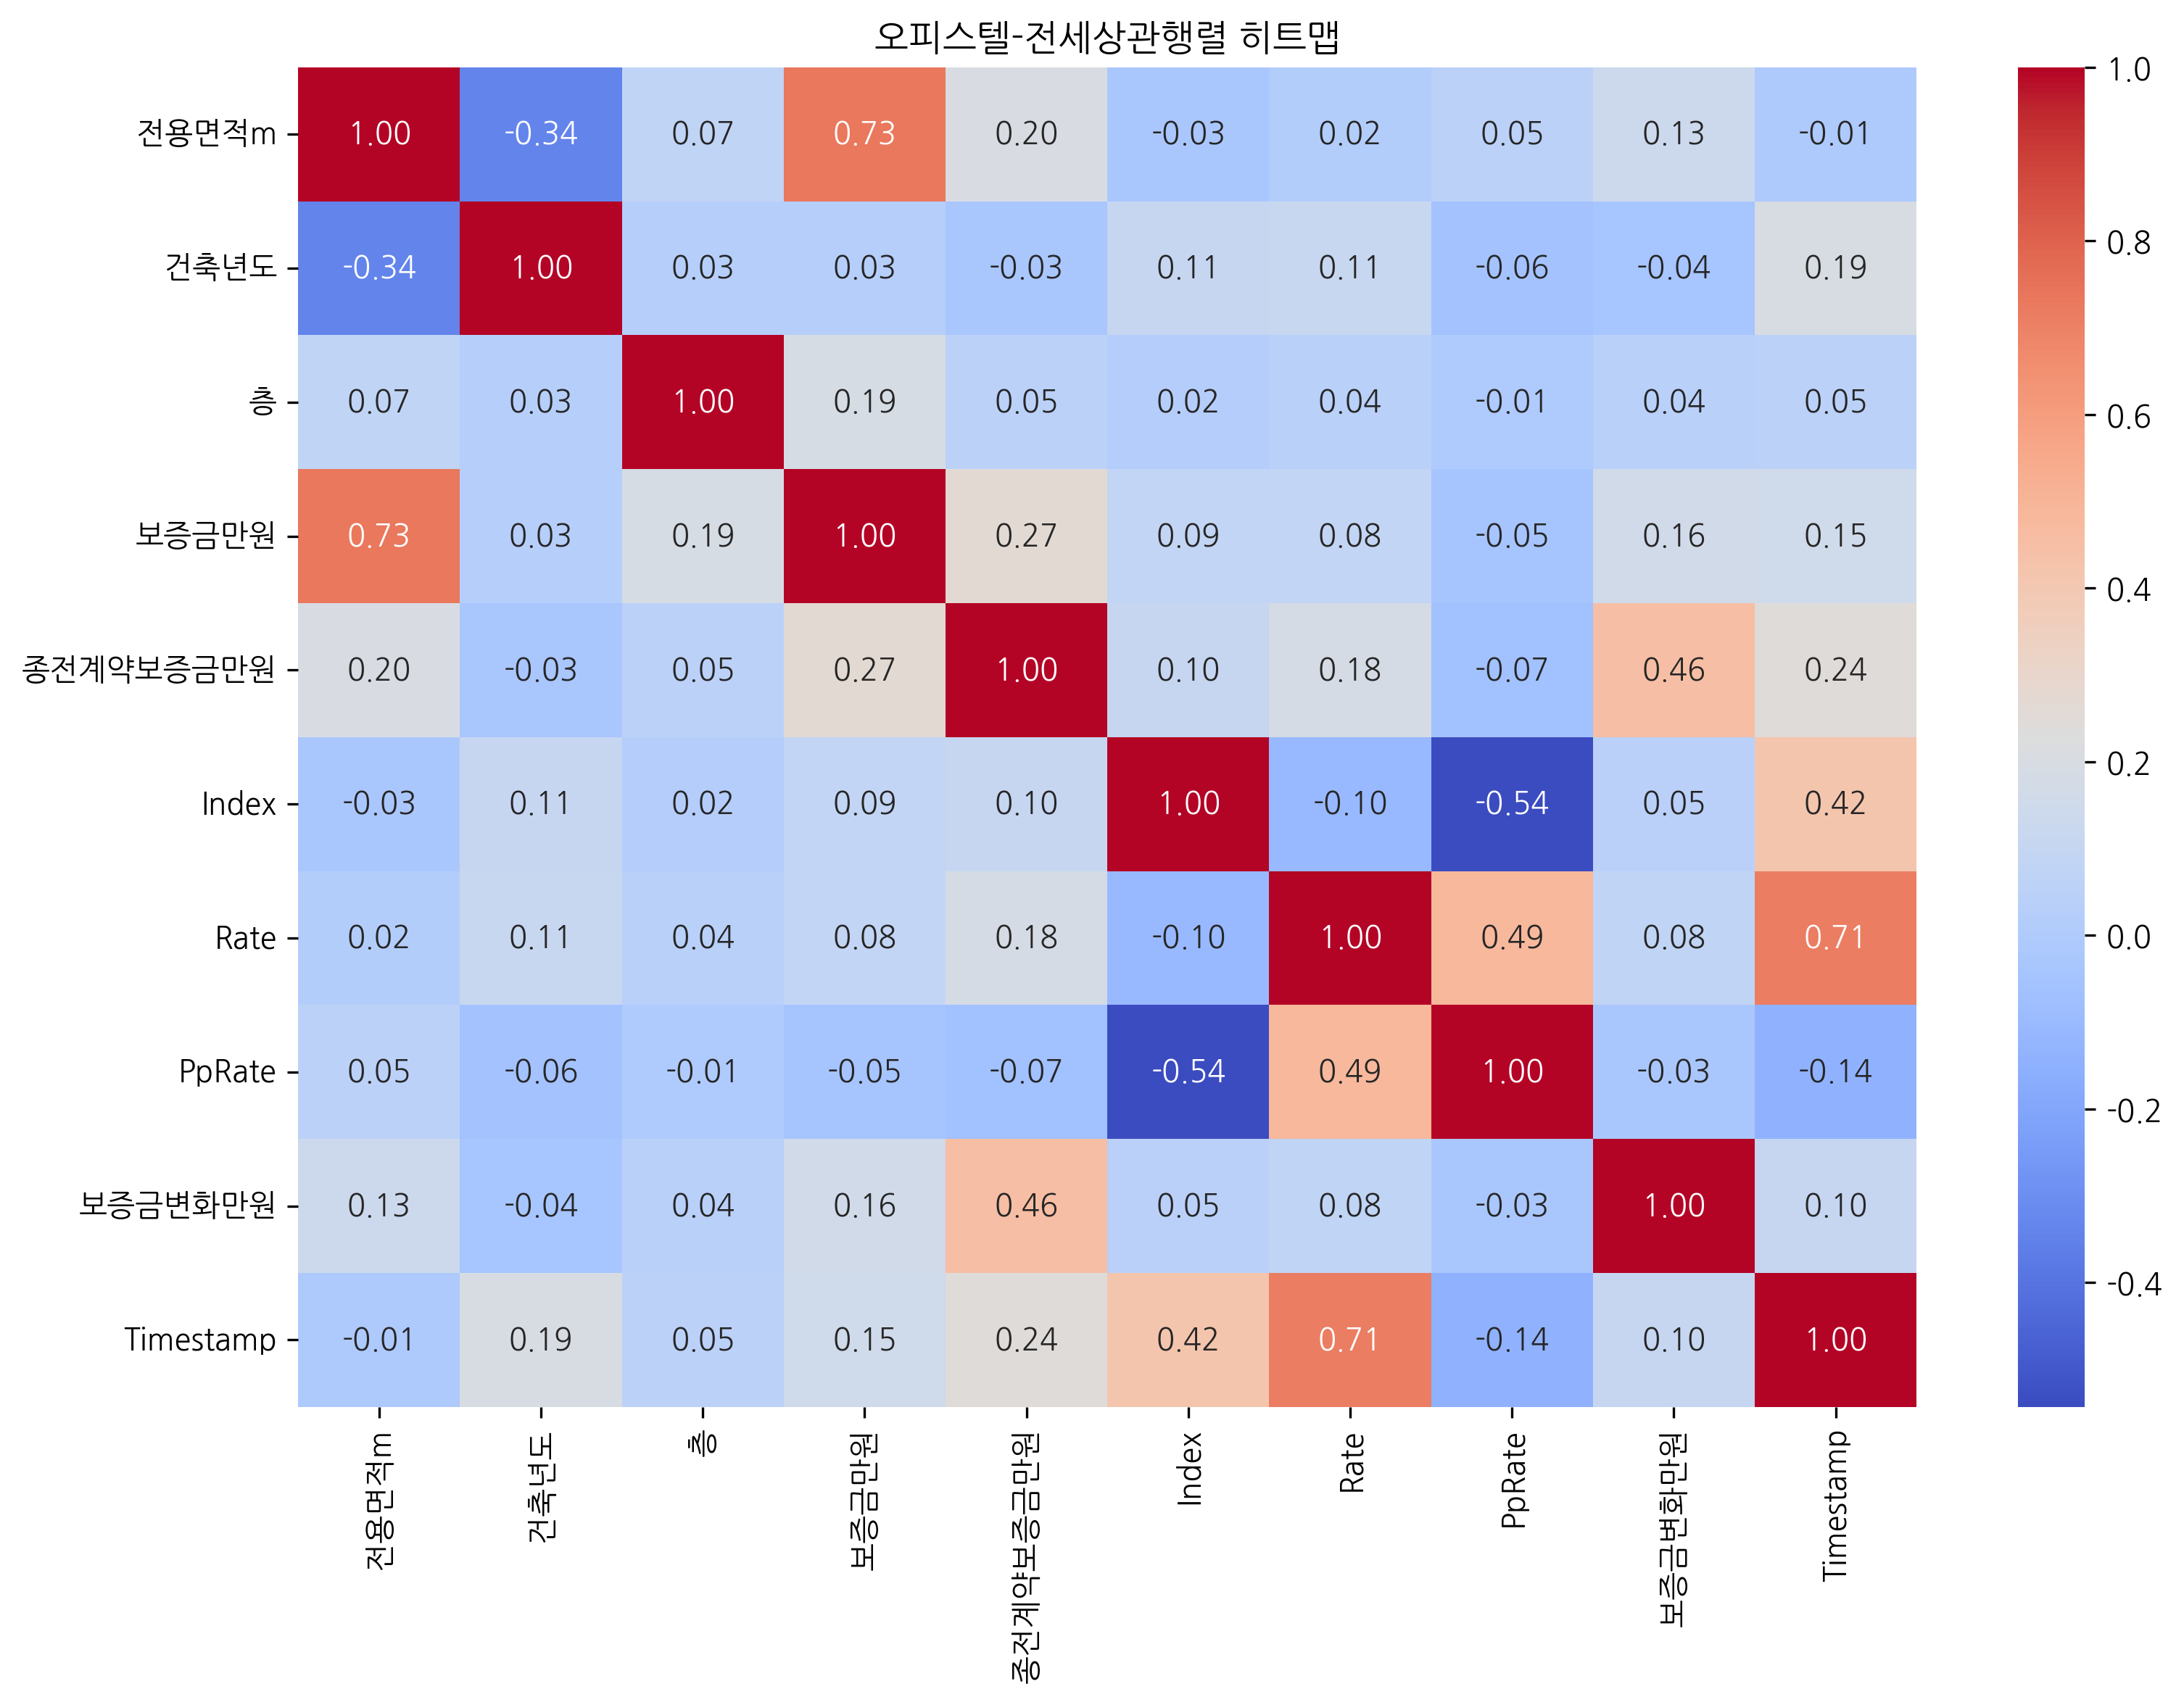 오피스텔-전세상관행렬 히트맵
전용면적m 1.00 -0.34 0.07 0.73 0.20 -0.03 0.02 0.05 0.13 -0.01
건축년도 -0.34 1.00 0.03 0.03 -0.03 0.11 0.11 -0.06 -0.04 0.19
층 0.07 0.03 1.00 0.19 0.05 0.02 0.04 -0.01 0.04 0.05
보증금만원 0.73 0.03 0.19 1.00 0.27 0.09 0.08 -0.05 0.16 0.15
종전계약보증금만원 0.20 -0.03 0.05 0.27 1.00 0.10 0.18 -0.07 0.46 0.24
Index -0.03 0.11 0.02 0.09 0.10 1.00 -0.10 -0.54 0.05 0.42
Rate 0.02 0.11 0.04 0.08 0.18 -0.10 1.00 0.49 0.08 0.71
PpRate 0.05 -0.06 -0.01 -0.05 -0.07 -0.54 0.49 1.00 -0.03 -0.14
보증금변화만원 0.13 -0.04 0.04 0.16 0.46 0.05 0.08 -0.03 1.00 0.10
Timestamp -0.01 0.19 0.05 0.15 0.24 0.42 0.71 -0.14 0.10 1.00
전용면적m
건축년도
층
보증금만원
종전계약보증금만원
Index
Rate
PpRate
보증금변화만원
Timestamp
1.0
0.8
0.6
0.4
0.2
0.0
-0.2
-0.4